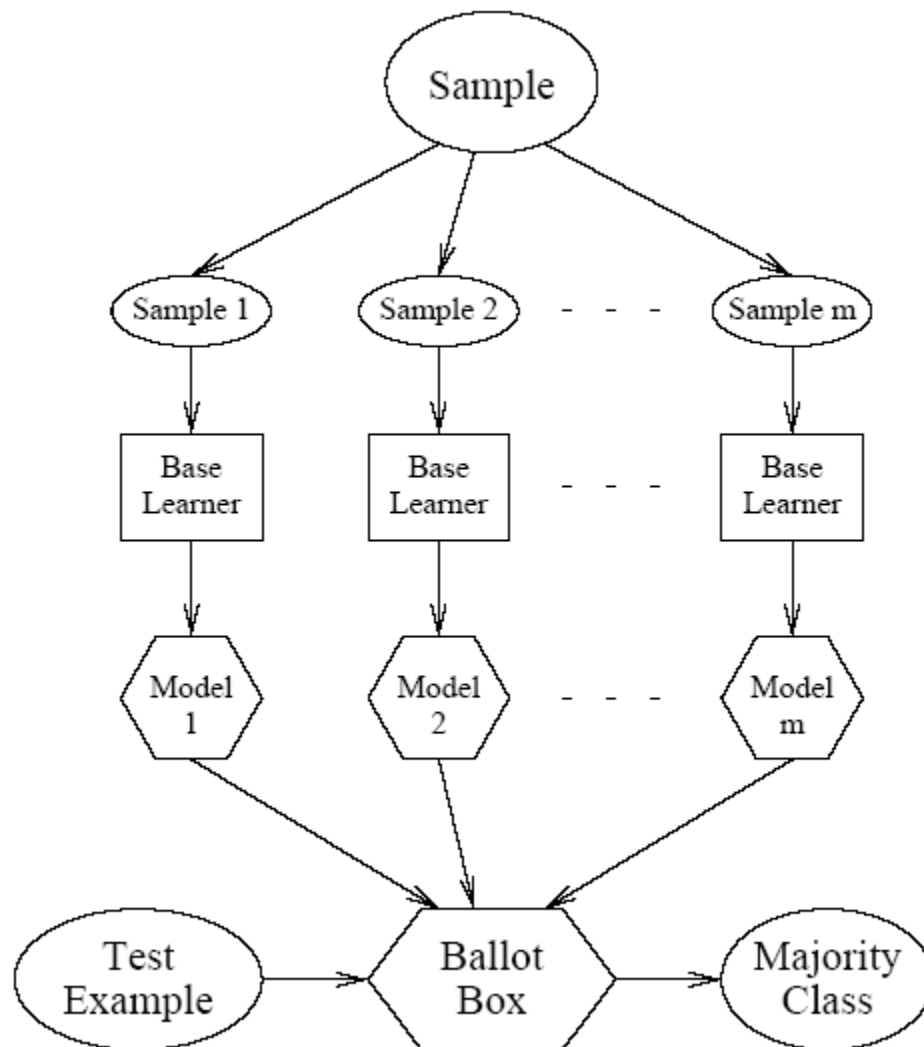 Sample
Sample 1
Sample 2
- - -
Sample m
Base
Learner
Base
Learner
- - -
Base
Learner
Model
1
Model
2
- - -
Model
m
Test
Example
Ballot
Box
Majority
Class